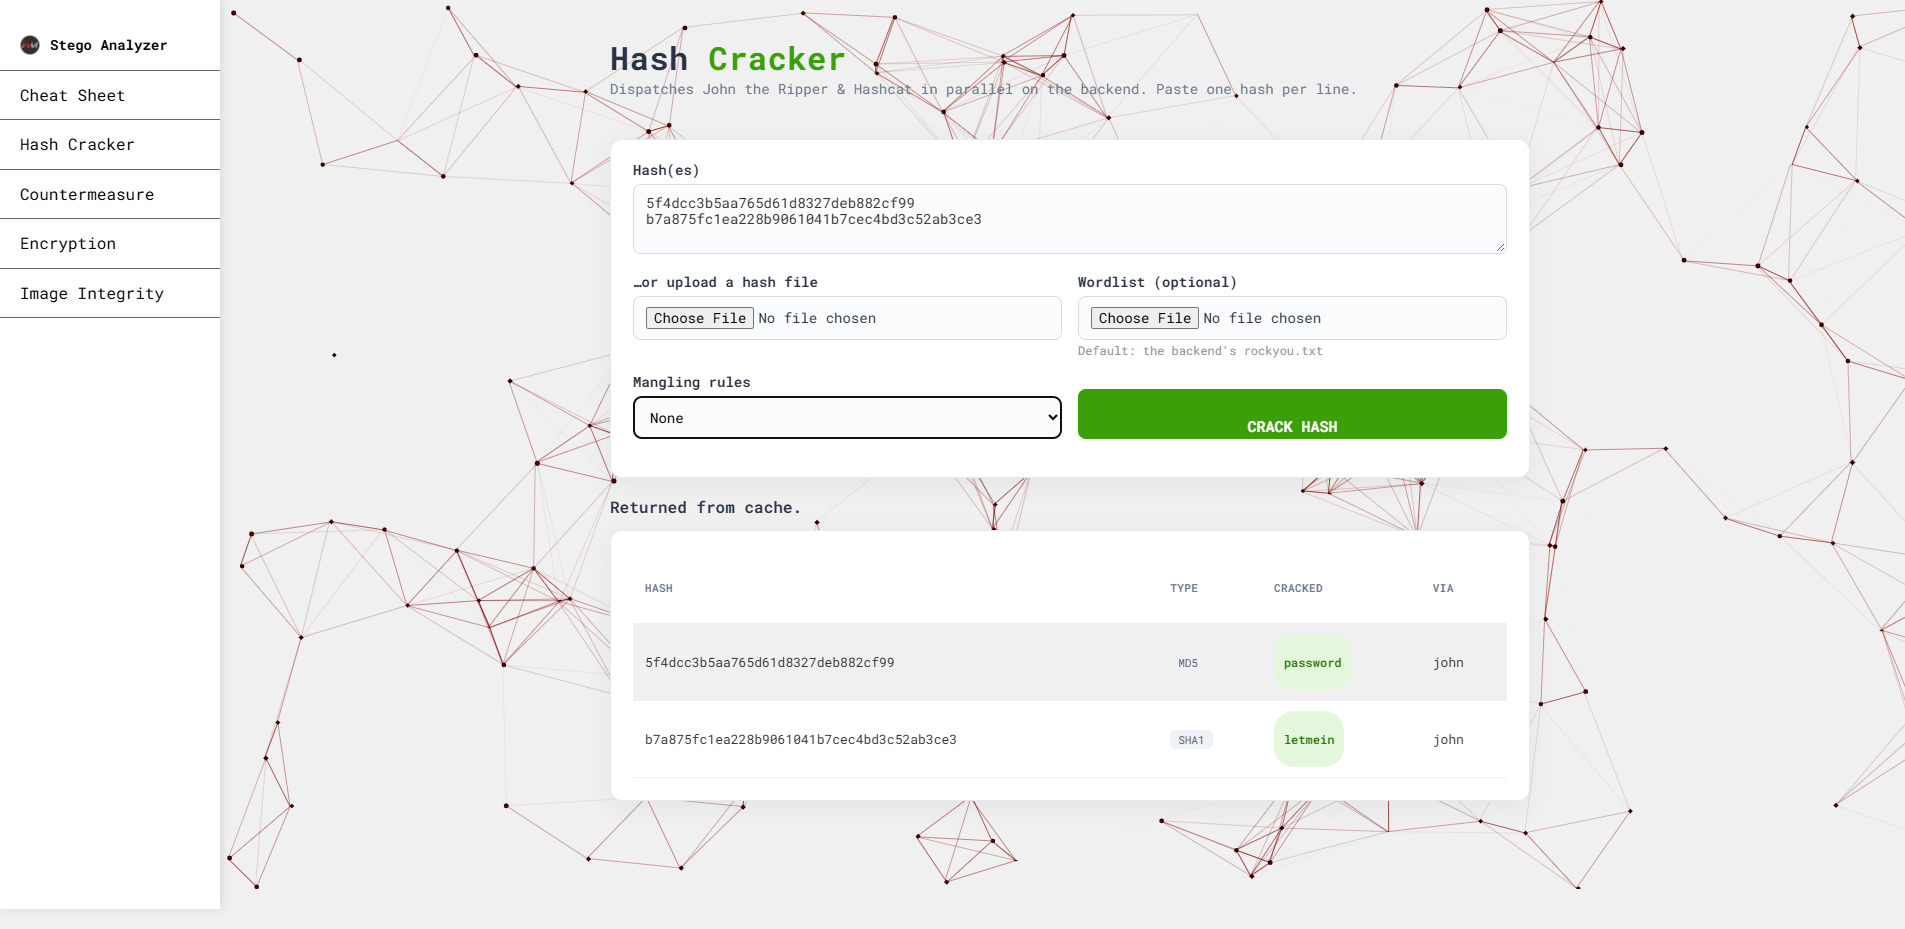 Stego Analyzer
Cheat Sheet
Hash Cracker
Countermeasure
Encryption
Image Integrity
Hash Cracker
Dispatches John the Ripper & Hashcat in parallel on the backend. Paste one hash per line.
Hash(es)
5f4dcc3b5aa765d61d8327deb882cf99
b7a875fc1ea228b9061041b7cec4bd3c52ab3ce3
…or upload a hash file
Wordlist (optional)
Choose File No file chosen
Choose File No file chosen
Default: the backend's rockyou.txt
Mangling rules
None
CRACK HASH
Returned from cache.
HASH TYPE CRACKED VIA
5f4dcc3b5aa765d61d8327deb882cf99 MD5 password john
b7a875fc1ea228b9061041b7cec4bd3c52ab3ce3 SHA1 letmein john